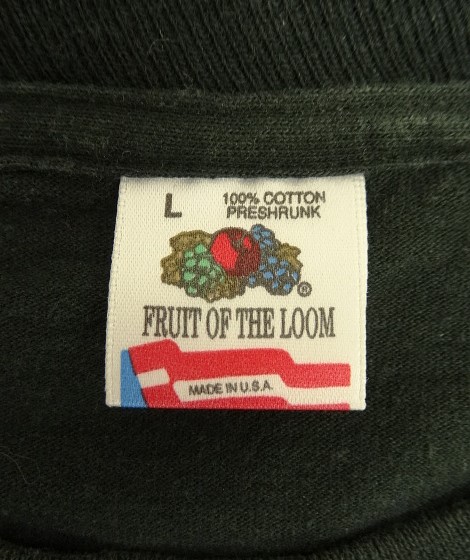 L 100% COTTON
PRESHRUNK
®
FRUIT OF THE LOOM
MADE IN U.S.A.